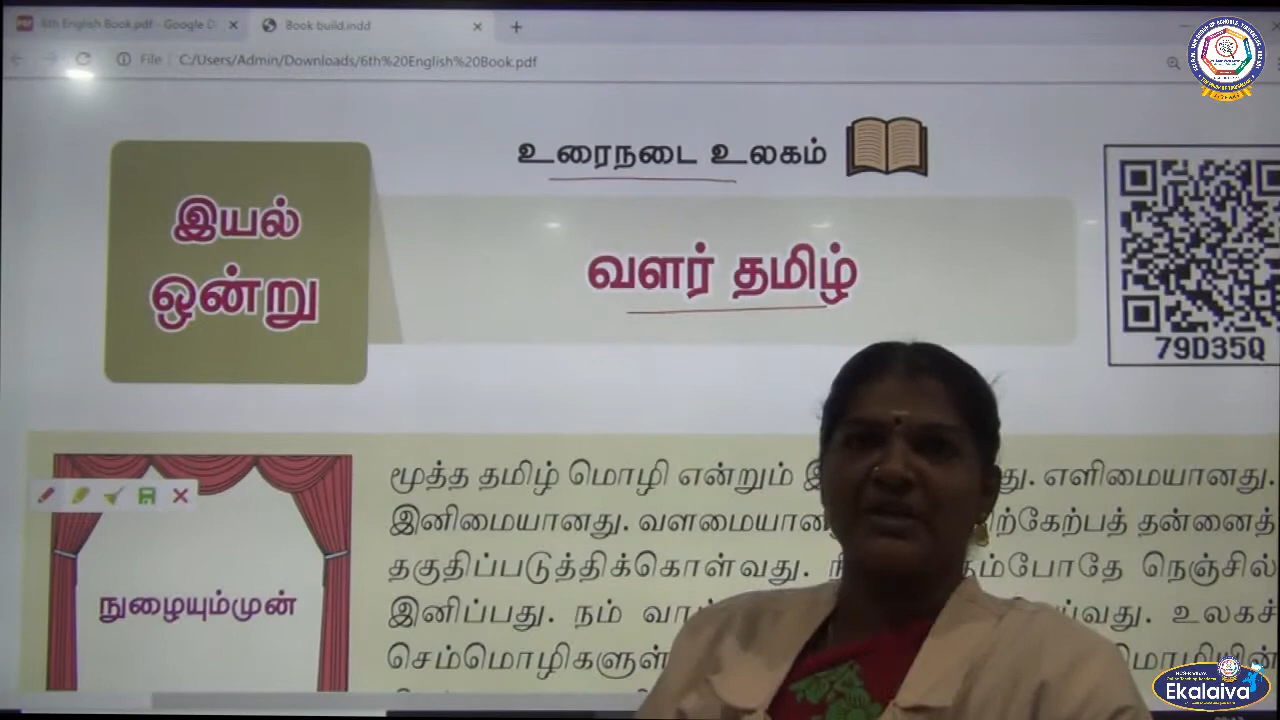 6th English Book.pdf - Google D
Book build.indd
File C:/Users/Admin/Downloads/6th%20English%20Book.pdf
உரைநடை உலகம்
இயல்
ஒன்று
வளர் தமிழ்
79D35Q
மூத்த தமிழ் மொழி என்றும் எளிமையானது.
இனிமையானது. தன்னைத்
தகுதிப்படுத்திக்கொள்வது. நெஞ்சில்
நுழையும்முன்
இனிப்பது. நம் உலகச்
செம்மொழிகளுள்
Ekalaiva